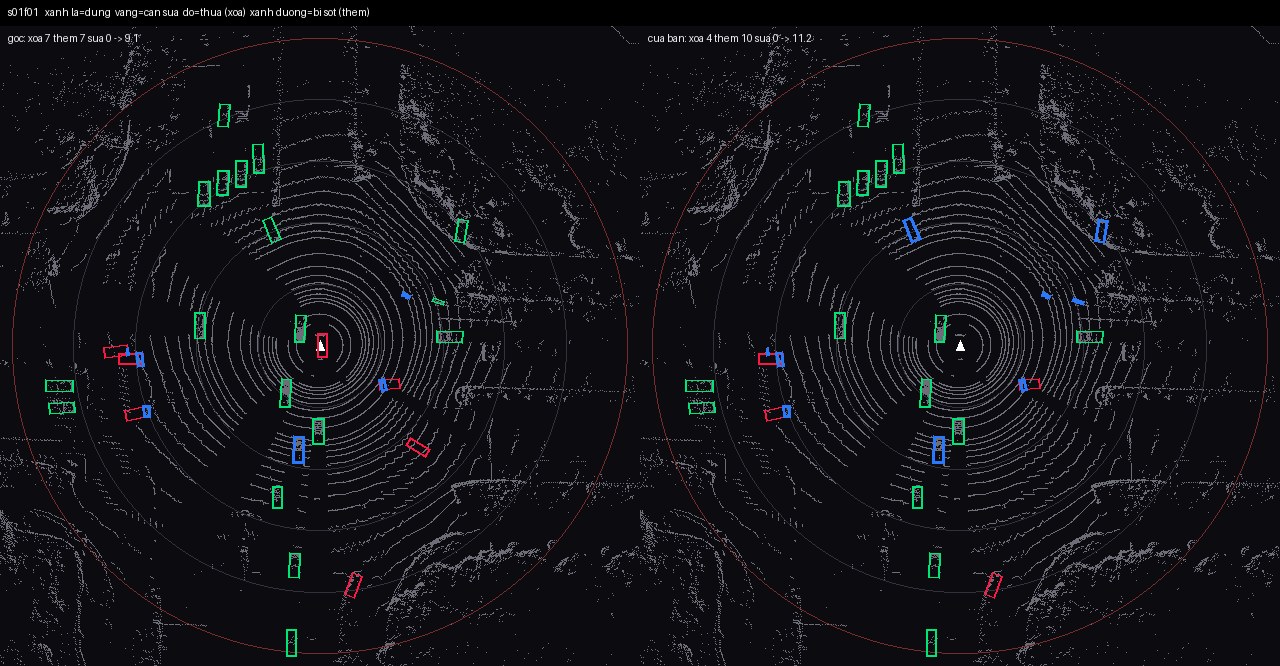 s01f01 xanh la=dung vang=can sua do=thua (xoa) xanh duong=bi sot (them)
goc: xoa 7 them 7 sua 0 -> 9.1
cua ban: xoa 4 them 10 sua 0 -> 11.2